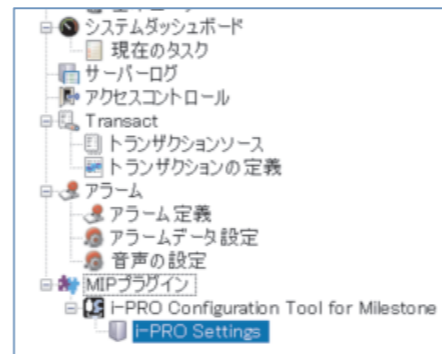 システムダッシュボード
現在のタスク
サーバーログ
アクセスコントロール
Transact
トランザクションソース
トランザクションの定義
アラーム
アラーム定義
アラームデータ設定
音声の設定
MIPプラグイン
i-PRO Configuration Tool for Milestone
i-PRO Settings